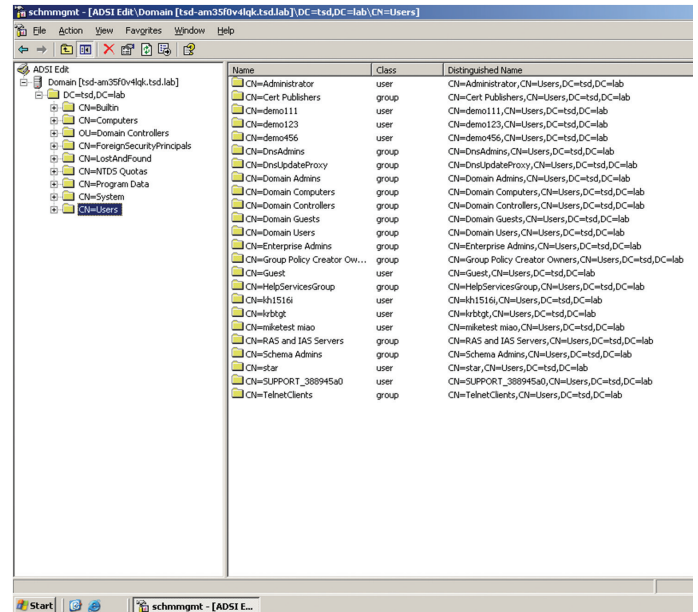 schmmgmt - [ADSI Edit\Domain [tsd-am35f0v4lqk.tsd.lab]\DC=tsd,DC=lab\CN=Users]
File Action View Favorites Window Help
ADSI Edit
Domain [tsd-am35f0v4lqk.tsd.lab]
DC=tsd,DC=lab
CN=Builtin
CN=Computers
OU=Domain Controllers
CN=ForeignSecurityPrincipals
CN=LostAndFound
CN=NTDS Quotas
CN=Program Data
CN=System
CN=Users
Name Class Distinguished Name
CN=Administrator user CN=Administrator,CN=Users,DC=tsd,DC=lab
CN=Cert Publishers group CN=Cert Publishers,CN=Users,DC=tsd,DC=lab
CN=demo111 user CN=demo111,CN=Users,DC=tsd,DC=lab
CN=demo123 user CN=demo123,CN=Users,DC=tsd,DC=lab
CN=demo456 user CN=demo456,CN=Users,DC=tsd,DC=lab
CN=DnsAdmins group CN=DnsAdmins,CN=Users,DC=tsd,DC=lab
CN=DnsUpdateProxy group CN=DnsUpdateProxy,CN=Users,DC=tsd,DC=lab
CN=Domain Admins group CN=Domain Admins,CN=Users,DC=tsd,DC=lab
CN=Domain Computers group CN=Domain Computers,CN=Users,DC=tsd,DC=lab
CN=Domain Controllers group CN=Domain Controllers,CN=Users,DC=tsd,DC=lab
CN=Domain Guests group CN=Domain Guests,CN=Users,DC=tsd,DC=lab
CN=Domain Users group CN=Domain Users,CN=Users,DC=tsd,DC=lab
CN=Enterprise Admins group CN=Enterprise Admins,CN=Users,DC=tsd,DC=lab
CN=Group Policy Creator Ow... group CN=Group Policy Creator Owners,CN=Users,DC=tsd,DC=lab
CN=Guest user CN=Guest,CN=Users,DC=tsd,DC=lab
CN=HelpServicesGroup group CN=HelpServicesGroup,CN=Users,DC=tsd,DC=lab
CN=kh1516i user CN=kh1516i,CN=Users,DC=tsd,DC=lab
CN=krbtgt user CN=krbtgt,CN=Users,DC=tsd,DC=lab
CN=miketest miao user CN=miketest miao,CN=Users,DC=tsd,DC=lab
CN=RAS and IAS Servers group CN=RAS and IAS Servers,CN=Users,DC=tsd,DC=lab
CN=Schema Admins group CN=Schema Admins,CN=Users,DC=tsd,DC=lab
CN=star user CN=star,CN=Users,DC=tsd,DC=lab
CN=SUPPORT_388945a0 user CN=SUPPORT_388945a0,CN=Users,DC=tsd,DC=lab
CN=TelnetClients group CN=TelnetClients,CN=Users,DC=tsd,DC=lab
Start schmmgmt - [ADSI E...